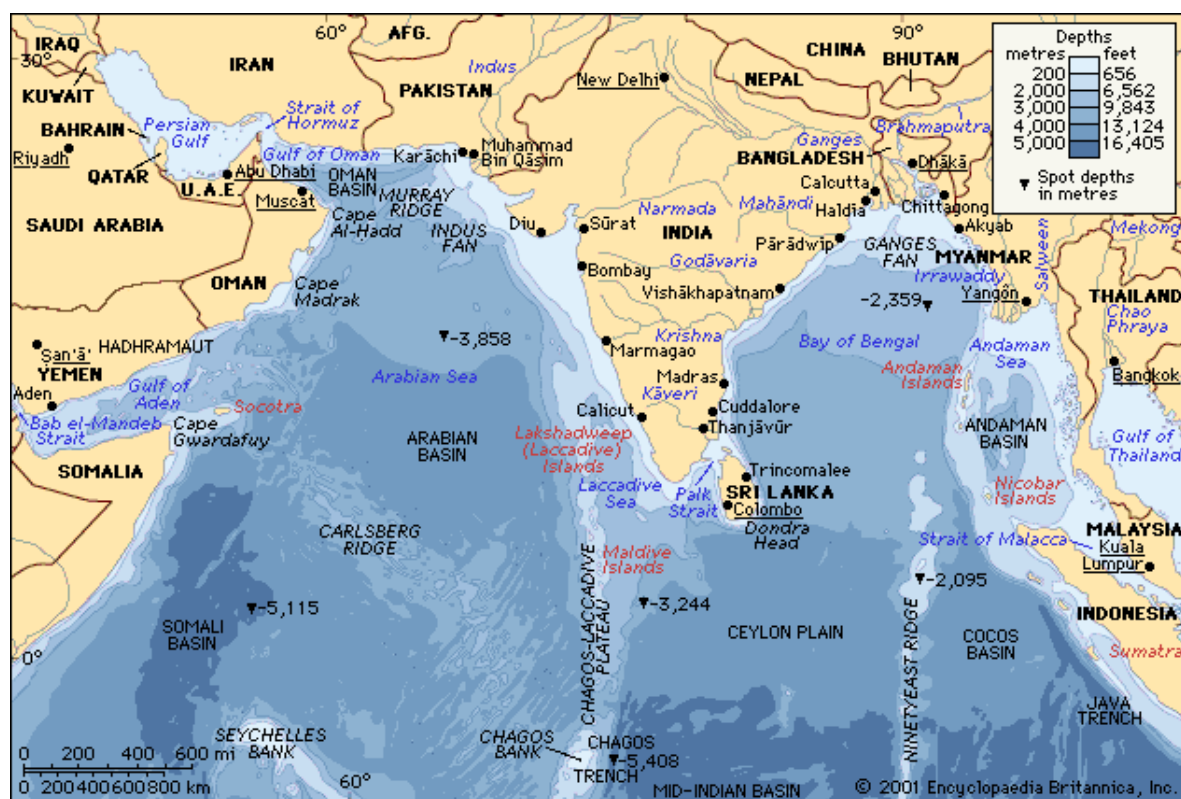 60°
90°
AFG.
CHINA
BHUTAN
IRAQ
30°
IRAN
KUWAIT
PAKISTAN
Indus
New Delhi
NEPAL
Depths
metres feet
200 656
2,000 6,562
3,000 9,843
4,000 13,124
5,000 16,405
Spot depths
in metres
Strait of
Hormuz
BAHRAIN
Persian
Gulf
Riyadh
QATAR
Abu Dhabi
U.A.E.
Gulf of Oman
Muscāt
OMAN
BASIN
Karāchi
Muhammad
Bin Qāsim
MURRAY
RIDGE
INDUS
FAN
Brahmaputra
Ganges
BANGLADESH
Dhākā
Calcutta
Haldia
Chittagong
Akyab
SAUDI ARABIA
Cape
Al-Hadd
Diu
Sūrat
Narmada
Mahāndi
INDIA
Pārādwip
GANGES
FAN
MYANMAR
Irrawaddy
Salween
Mekong
OMAN
Cape
Madrak
Bombay
Godāvaria
Vishākhapatnam
-2,359
Yangôn
THAILAND
Chao
Phraya
HADHRAMAUT
Ṣan'ā'
YEMEN
-3,858
Arabian Sea
Marmagao
Krishna
Bay of Bengal
Andaman
Sea
Andaman
Islands
Bangkok
Madras
Kāveri
Aden
Gulf of
Aden
Bab el-Mandeb
Strait
Socotra
Cape
Gwardafuy
ARABIAN
BASIN
Calicut
Cuddalore
Thanjāvūr
Lakshadweep
(Laccadive)
Islands
ANDAMAN
BASIN
Gulf of
Thailand
SOMALIA
Laccadive
Sea
Palk
Strait
Trincomalee
SRI LANKA
Colombo
Dondra
Head
Nicobar
Islands
CARLSBERG
RIDGE
Maldive
Islands
Strait of Malacca
MALAYSIA
Kuala
Lumpur
-5,115
SOMALI
BASIN
CHAGOS-LACCADIVE
PLATEAU
-3,244
CEYLON PLAIN
-2,095
NINETYEAST RIDGE
COCOS
BASIN
INDONESIA
0°
Sumatra
JAVA
TRENCH
SEYCHELLES
BANK
CHAGOS
BANK
CHAGOS
TRENCH
-5,408
0 200 400 600 mi
0 200400600800 km
60°
MID-INDIAN BASIN
© 2001 Encyclopaedia Britannica, Inc.